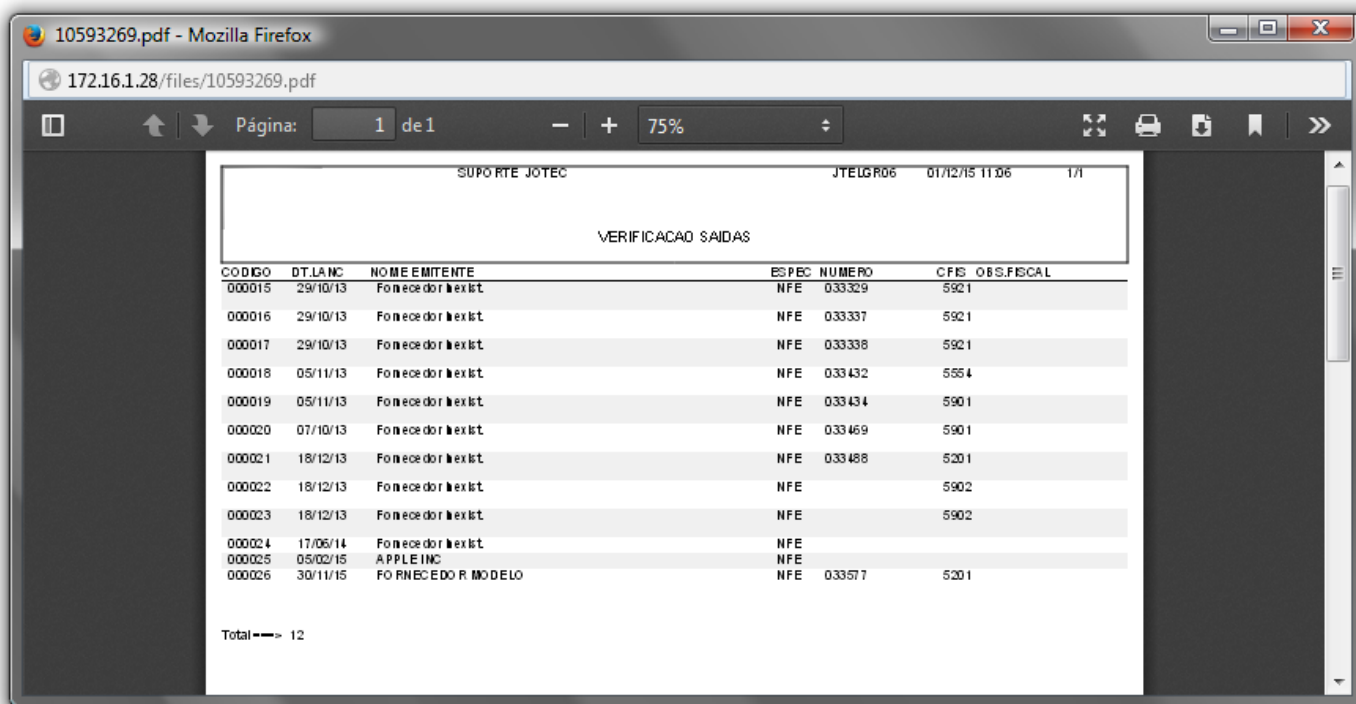 10593269.pdf - Mozilla Firefox
172.16.1.28/files/10593269.pdf
Página: 1 de 1 75%
SUPORTE JOTEC JTELGR06 01/12/15 11:06 1/1
VERIFICACAO SAIDAS
CODIGO DT.LANC NOME EMITENTE ESPEC NUMERO CFIS OBS.FISCAL
000015 29/10/13 Fornecedor Inexist. NFE 033329 5921
000016 29/10/13 Fornecedor Inexist. NFE 033337 5921
000017 29/10/13 Fornecedor Inexist. NFE 033338 5921
000018 05/11/13 Fornecedor Inexist. NFE 033432 5554
000019 05/11/13 Fornecedor Inexist. NFE 033434 5901
000020 07/10/13 Fornecedor Inexist. NFE 033469 5901
000021 18/12/13 Fornecedor Inexist. NFE 033488 5201
000022 18/12/13 Fornecedor Inexist. NFE 5902
000023 18/12/13 Fornecedor Inexist. NFE 5902
000024 17/06/14 Fornecedor Inexist. NFE
000025 05/02/15 APPLE INC NFE
000026 30/11/15 FORNECEDOR MODELO NFE 033577 5201
Total ---> 12